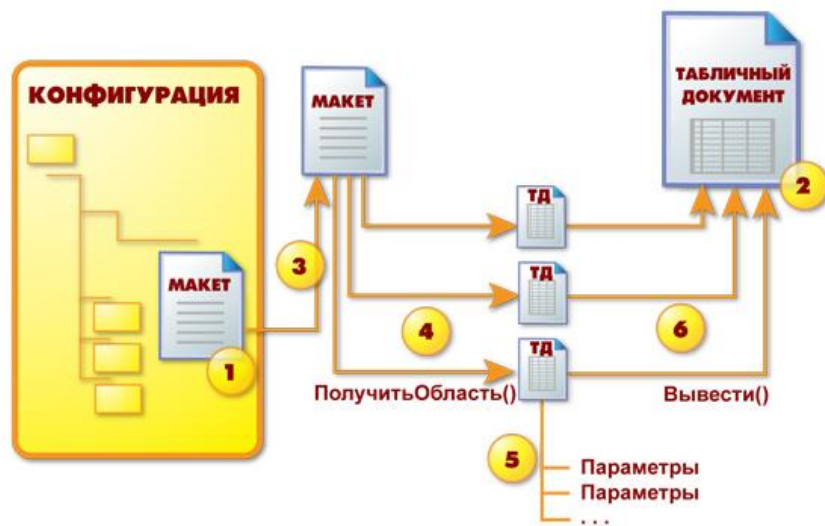 КОНФИГУРАЦИЯ
МАКЕТ
1
3
МАКЕТ
4
ПолучитьОбласть()
ТД
ТД
ТД
5
Параметры
Параметры
. . .
6
Вывести()
ТАБЛИЧНЫЙ
ДОКУМЕНТ
2